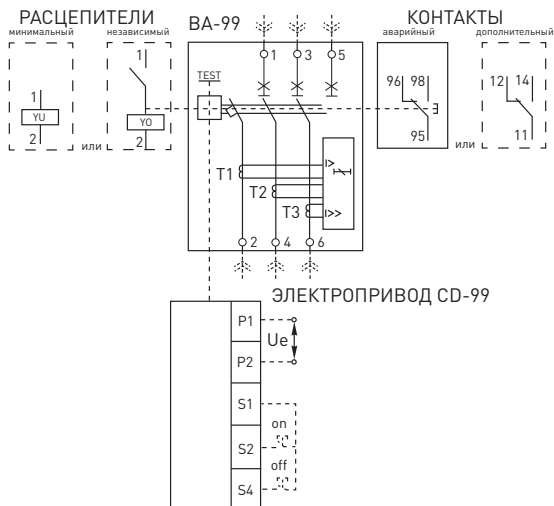 РАСЦЕПИТЕЛИ
минимальный
независимый
ВА-99
КОНТАКТЫ
аварийный
дополнительный
1
3
5
TEST
1
YU
2
или
1
YO
2
96
98
95
или
12
14
11
T1
T2
T3
I>
I>>
2
4
6
ЭЛЕКТРОПРИВОД CD-99
P1
Ue
P2
S1
on
S2
off
S4